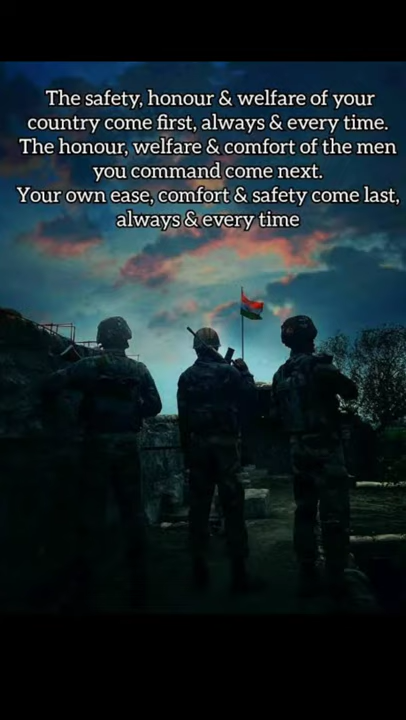 The safety, honour & welfare of your
country come first, always & every time.
The honour, welfare & comfort of the men
you command come next.
Your own ease, comfort & safety come last,
always & every time